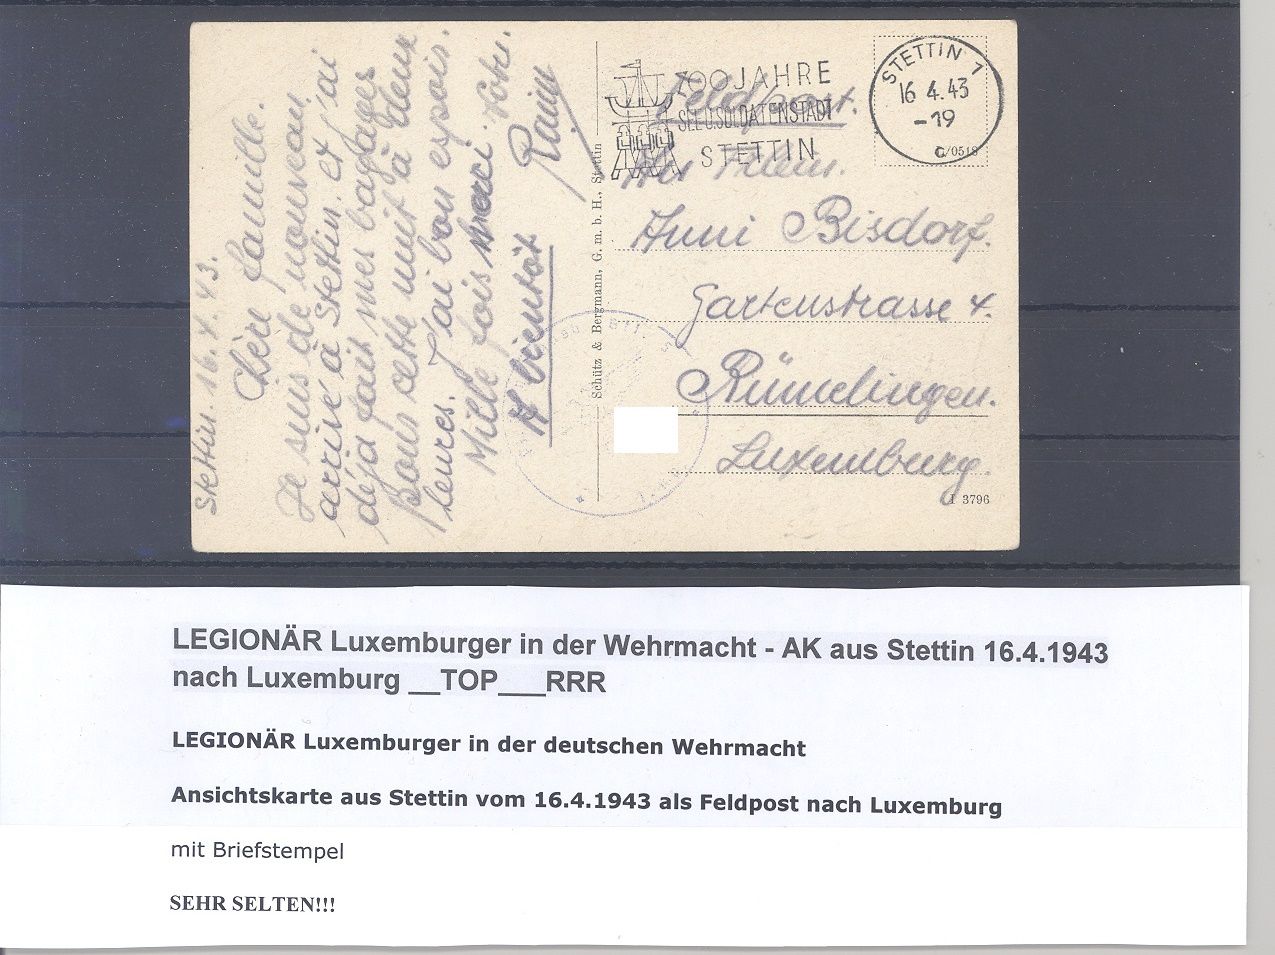 Stettin. 16. 4. 43.
Chère famille.
Je suis de nouveau
arrivé à Stettin. et j'ai
déja fait mes bagages
pour cette nuit à deux
heures. J'ai bon espoir.
Mille fois merci. Votre
A bientôt
Schütz & Bergmann, G. m. b. H., Stettin
700 JAHRE
SEE U. SOLDATENSTADT
STETTIN
STETTIN 1
16 4.43
-19
C/0518
Feldpost.
Bisdorf.
Gartenstrasse 4.
Rümelingen.
Luxemburg.
I 3796
LEGIONÄR Luxemburger in der Wehrmacht - AK aus Stettin 16.4.1943
nach Luxemburg __TOP___RRR
LEGIONÄR Luxemburger in der deutschen Wehrmacht
Ansichtskarte aus Stettin vom 16.4.1943 als Feldpost nach Luxemburg
mit Briefstempel
SEHR SELTEN!!!